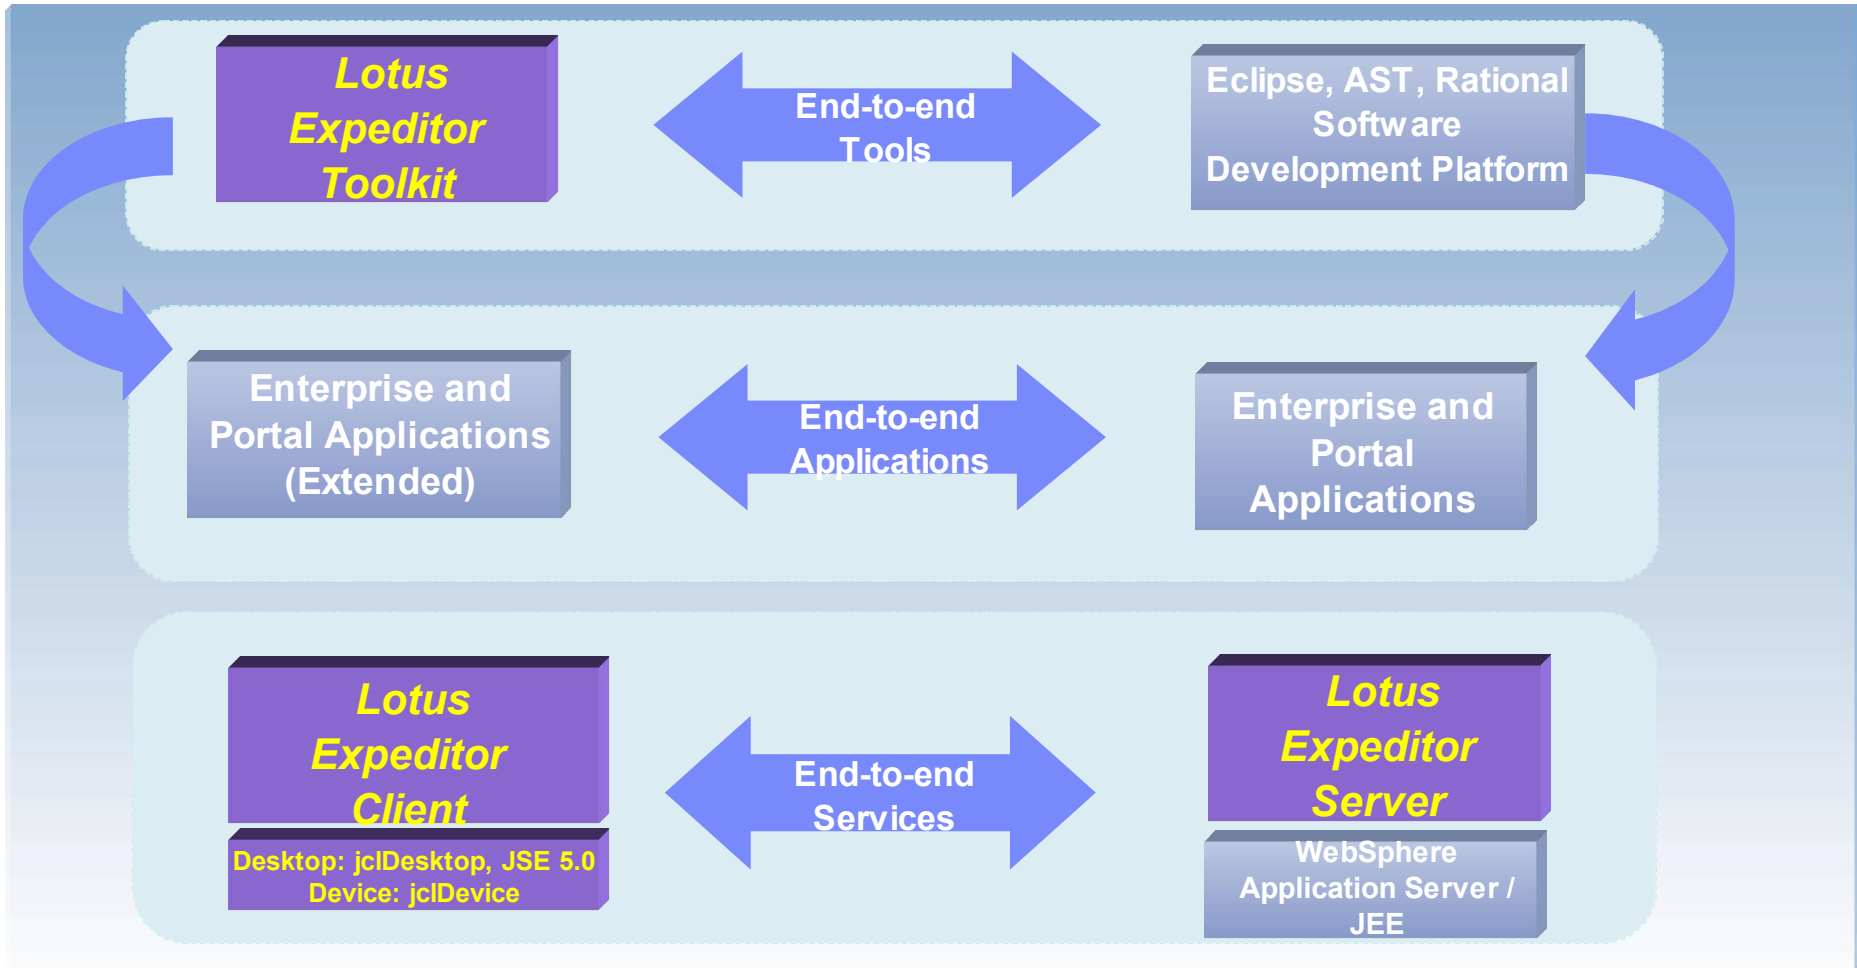 Lotus
Expeditor
Toolkit
End-to-end
Tools
Eclipse, AST, Rational
Software
Development Platform
Enterprise and
Portal Applications
(Extended)
End-to-end
Applications
Enterprise and
Portal
Applications
Lotus
Expeditor
Client
Desktop: jclDesktop, JSE 5.0
Device: jclDevice
End-to-end
Services
Lotus
Expeditor
Server
WebSphere
Application Server /
JEE